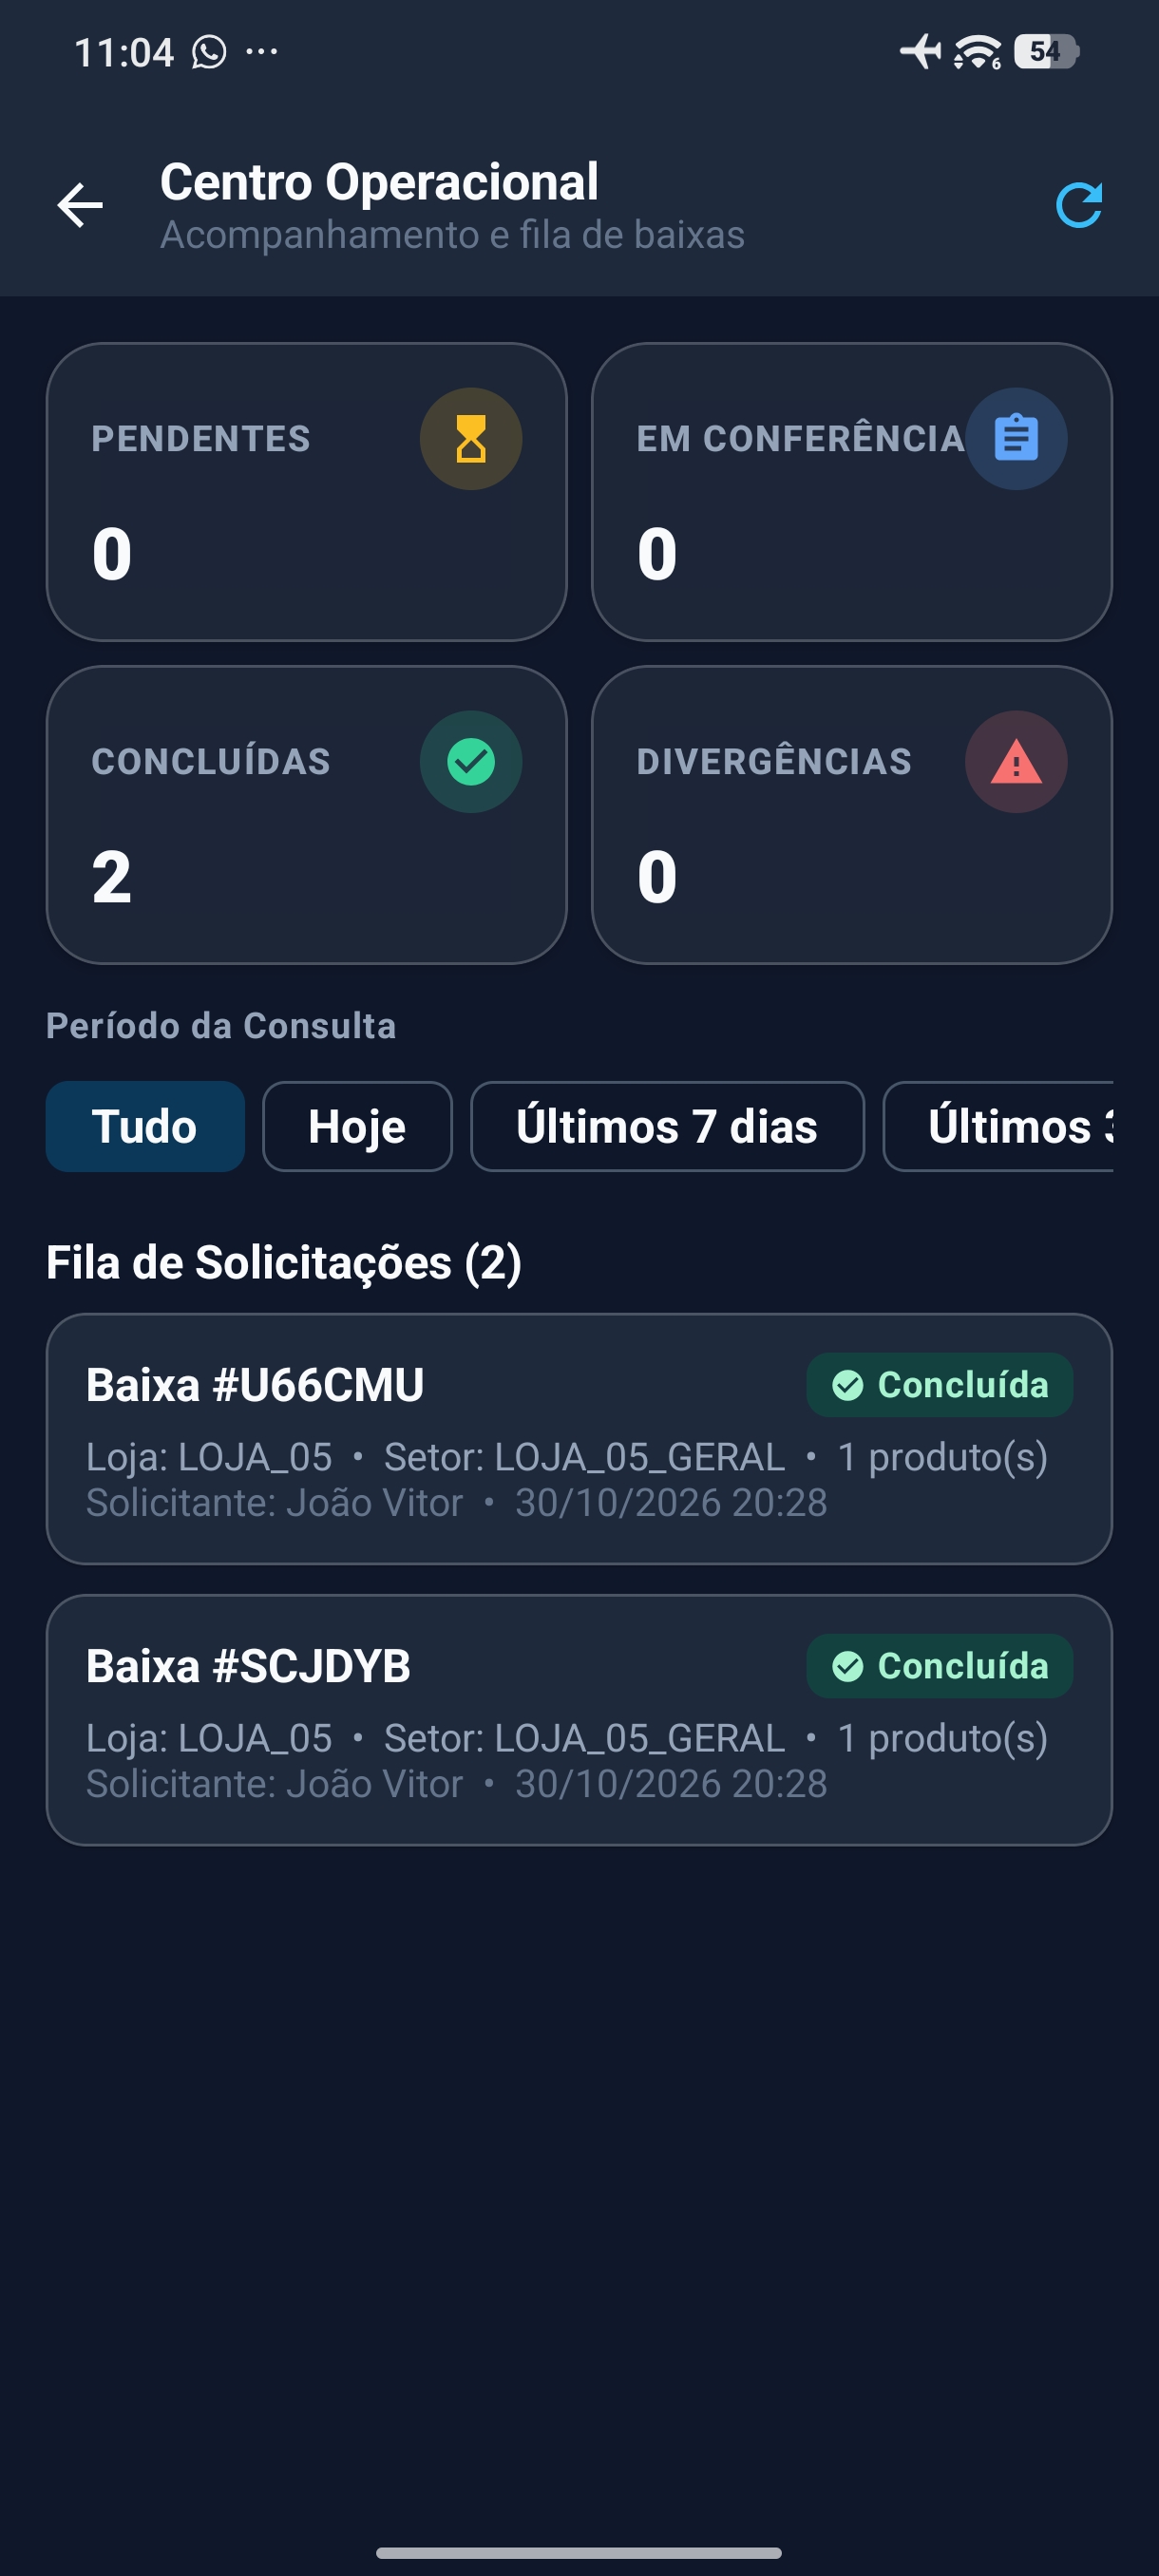 11:04
6
54
Centro Operacional
Acompanhamento e fila de baixas
PENDENTES
0
EM CONFERÊNCIA
0
CONCLUÍDAS
2
DIVERGÊNCIAS
0
Período da Consulta
Tudo
Hoje
Últimos 7 dias
Últimos
Fila de Solicitações (2)
Baixa #U66CMU
Concluída
Loja: LOJA_05 • Setor: LOJA_05_GERAL • 1 produto(s)
Solicitante: João Vitor • 30/10/2026 20:28
Baixa #SCJDYB
Concluída
Loja: LOJA_05 • Setor: LOJA_05_GERAL • 1 produto(s)
Solicitante: João Vitor • 30/10/2026 20:28